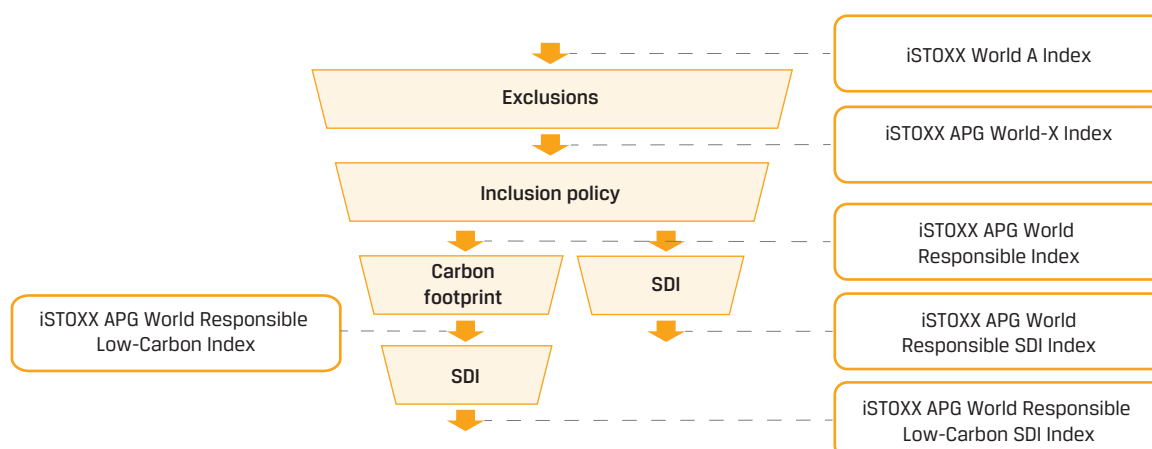 iSTOXX World A Index
Exclusions
iSTOXX APG World-X Index
Inclusion policy
iSTOXX APG World
Responsible Index
Carbon
footprint
SDI
iSTOXX APG World Responsible
Low-Carbon Index
iSTOXX APG World
Responsible SDI Index
SDI
iSTOXX APG World Responsible
Low-Carbon SDI Index